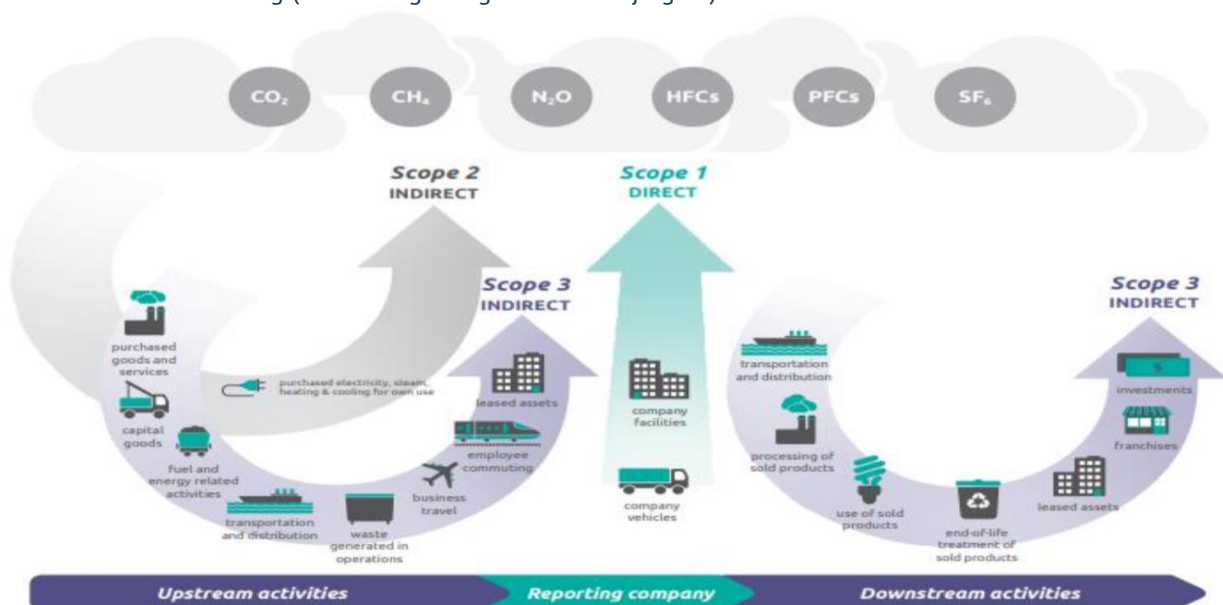 CO₂
CH₄
N₂O
HFCs
PFCs
SF₆
Scope 2
INDIRECT
Scope 1
DIRECT
Scope 3
INDIRECT
Scope 3
INDIRECT
purchased
goods and
services
capital
goods
fuel and
energy related
activities
purchased electricity, steam,
heating & cooling for own use
transportation
and distribution
waste
generated in
operations
business
travel
employee
commuting
leased assets
company
facilities
company
vehicles
transportation
and distribution
processing of
sold products
use of sold
products
end-of-life
treatment of
sold products
leased assets
franchises
$
investments
Upstream activities
Reporting company
Downstream activities